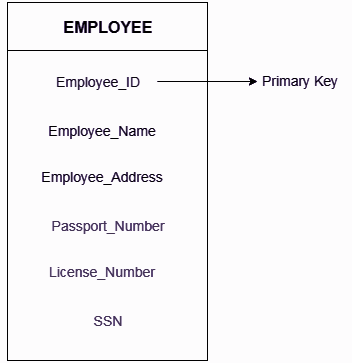 EMPLOYEE
Employee_ID
Primary Key
Employee_Name
Employee_Address
Passport_Number
License_Number
SSN